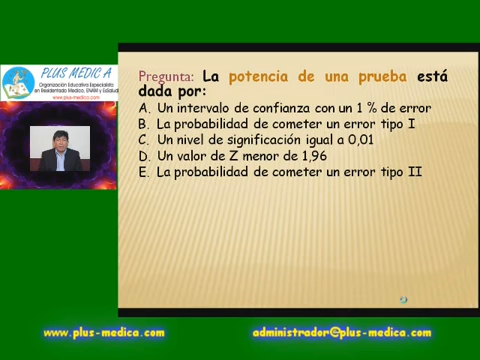 PLUS MEDIC A
Organización Educativa Especialista
en Residentado Medico, ENAM y EsSalud
www.plus-medica.com
Pregunta: La potencia de una prueba está
dada por:
A. Un intervalo de confianza con un 1 % de error
B. La probabilidad de cometer un error tipo I
C. Un nivel de significación igual a 0,01
D. Un valor de Z menor de 1,96
E. La probabilidad de cometer un error tipo II
www.plus-medica.com
administrador@plus-medica.com